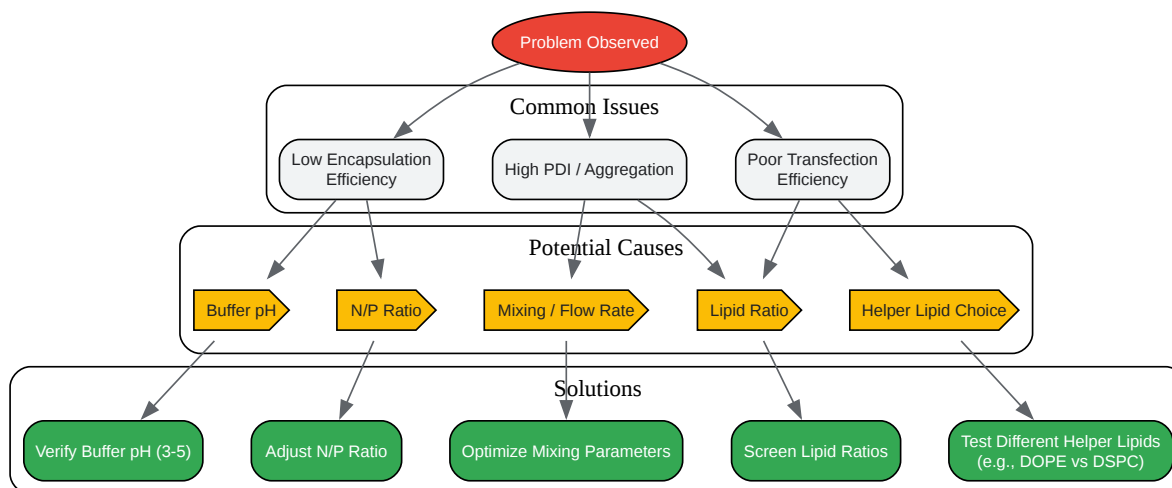 Problem Observed
Common Issues
Low Encapsulation
Efficiency
High PDI / Aggregation
Poor Transfection
Efficiency
Potential Causes
Buffer pH
N/P Ratio
Mixing / Flow Rate
Lipid Ratio
Helper Lipid Choice
Solutions
Verify Buffer pH (3-5)
Adjust N/P Ratio
Optimize Mixing Parameters
Screen Lipid Ratios
Test Different Helper Lipids
(e.g., DOPE vs DSPC)